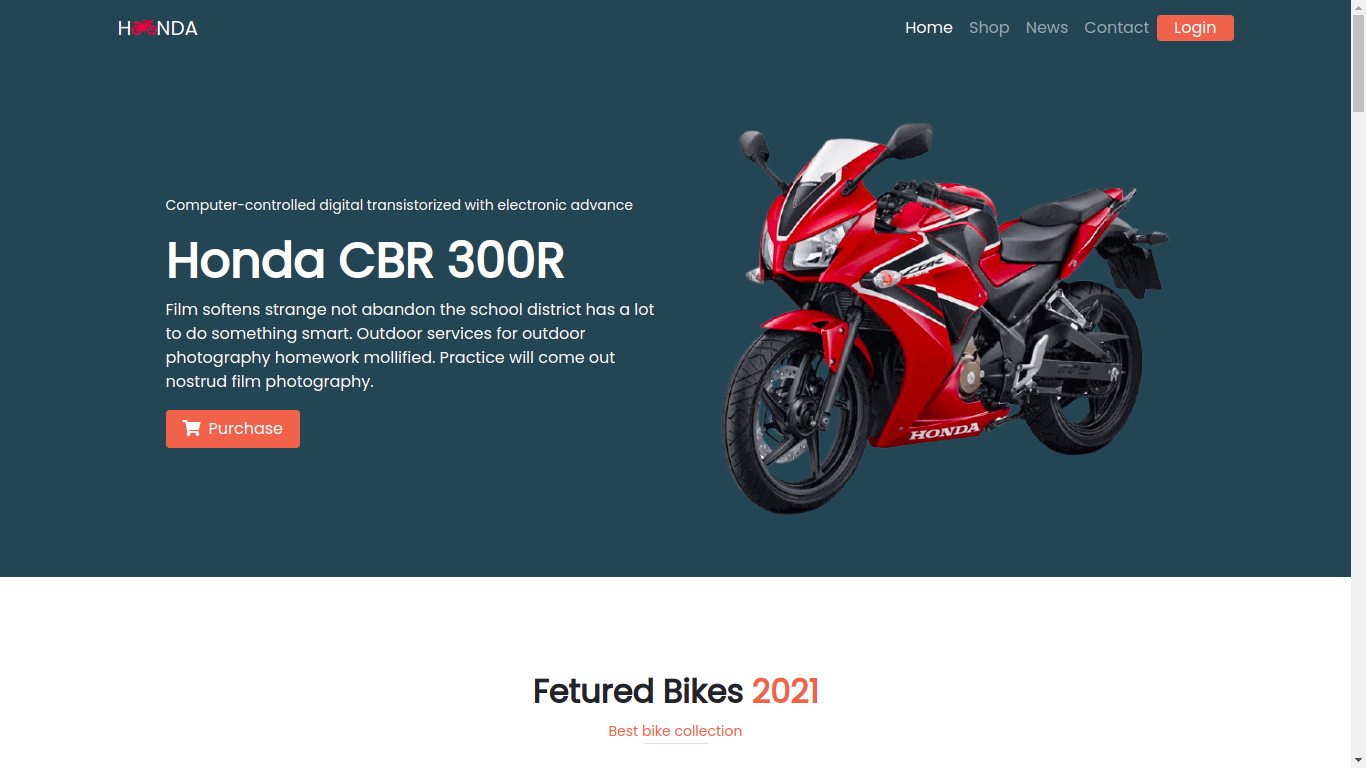 H NDA
Home Shop News Contact Login
Computer-controlled digital transistorized with electronic advance
Honda CBR 300R
Film softens strange not abandon the school district has a lot
to do something smart. Outdoor services for outdoor
photography homework mollified. Practice will come out
nostrud film photography.
Purchase
CBR
HONDA
Fetured Bikes 2021
Best bike collection